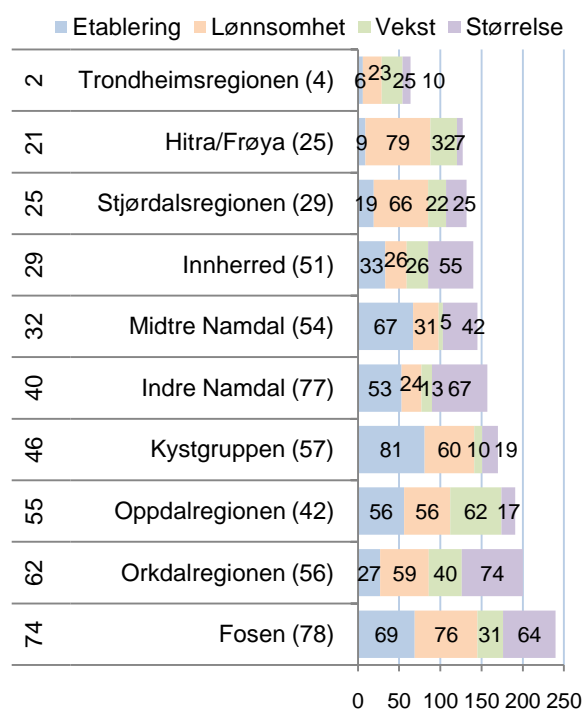 Etablering Lønnsomhet Vekst Størrelse
2 Trondheimsregionen (4) 6 23 25 10
21 Hitra/Frøya (25) 9 79 32 7
25 Stjørdalsregionen (29) 19 66 22 25
29 Innherred (51) 33 26 26 55
32 Midtre Namdal (54) 67 31 5 42
40 Indre Namdal (77) 53 24 13 67
46 Kystgruppen (57) 81 60 10 19
55 Oppdalregionen (42) 56 56 62 17
62 Orkdalregionen (56) 27 59 40 74
74 Fosen (78) 69 76 31 64
0 50 100 150 200 250